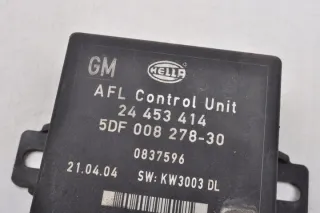 GM HELLA
AFL Control Unit
24 453 414
5DF 008 278-30
0837596
21.04.04 SW: KW3003 DL